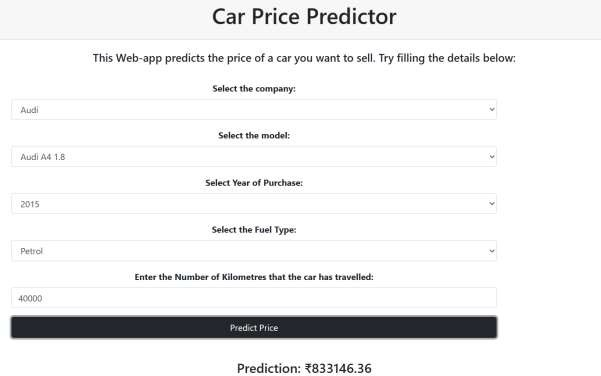 Car Price Predictor
This Web-app predicts the price of a car you want to sell. Try filling the details below:
Select the company:
Audi
Select the model:
Audi A4 1.8
Select Year of Purchase:
2015
Select the Fuel Type:
Petrol
Enter the Number of Kilometres that the car has travelled:
40000
Predict Price
Prediction: ₹833146.36